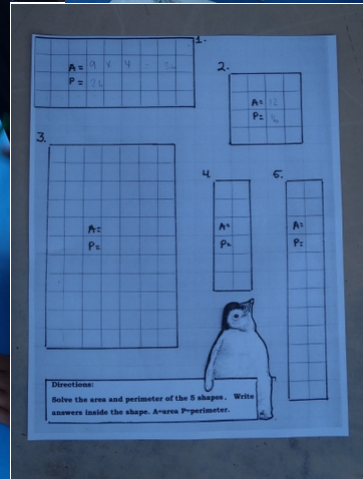 1.
A = 9 x 4 = 36
P = 26
2.
A= 12
P=
3.
A=
P=
4.
A=
P=
5.
A=
P=
Directions:
Solve the area and perimeter of the 5 shapes. Write
answers inside the shape. A=area P=perimeter.